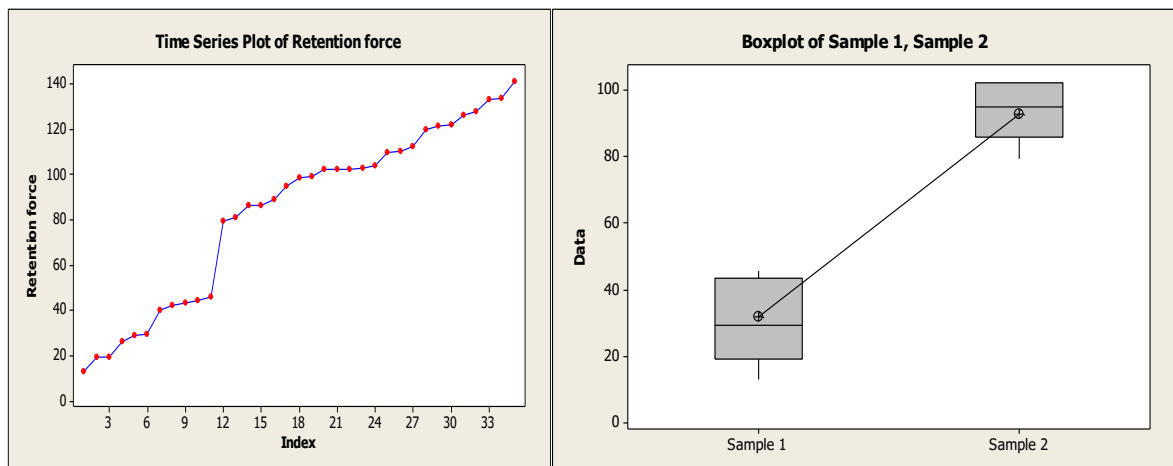 Time Series Plot of Retention force
140
120
100
80
60
40
20
0
Retention force
3 6 9 12 15 18 21 24 27 30 33
Index
Boxplot of Sample 1, Sample 2
100
80
60
40
20
0
Data
Sample 1 Sample 2